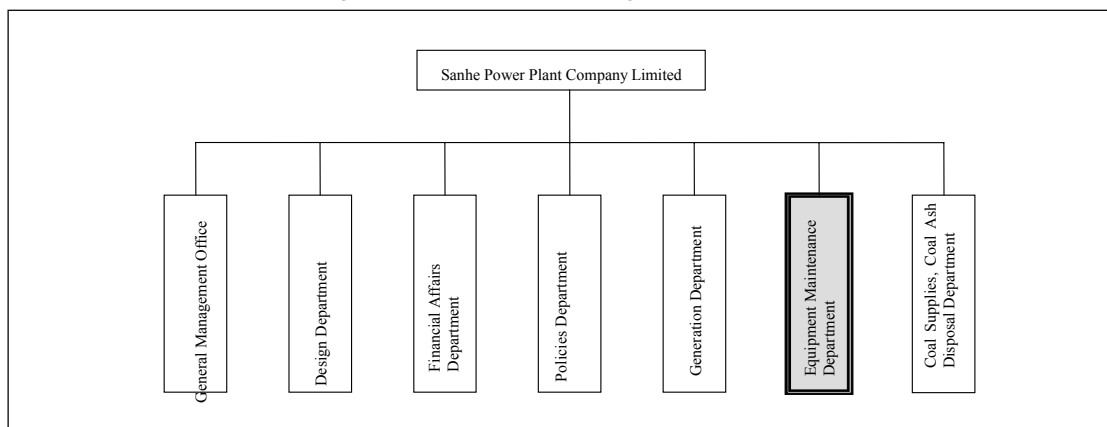 Sanhe Power Plant Company Limited
General Management Office
Design Department
Financial Affairs
Department
Policies Department
Generation Department
Equipment Maintenance
Department
Coal Supplies, Coal Ash
Disposal Department